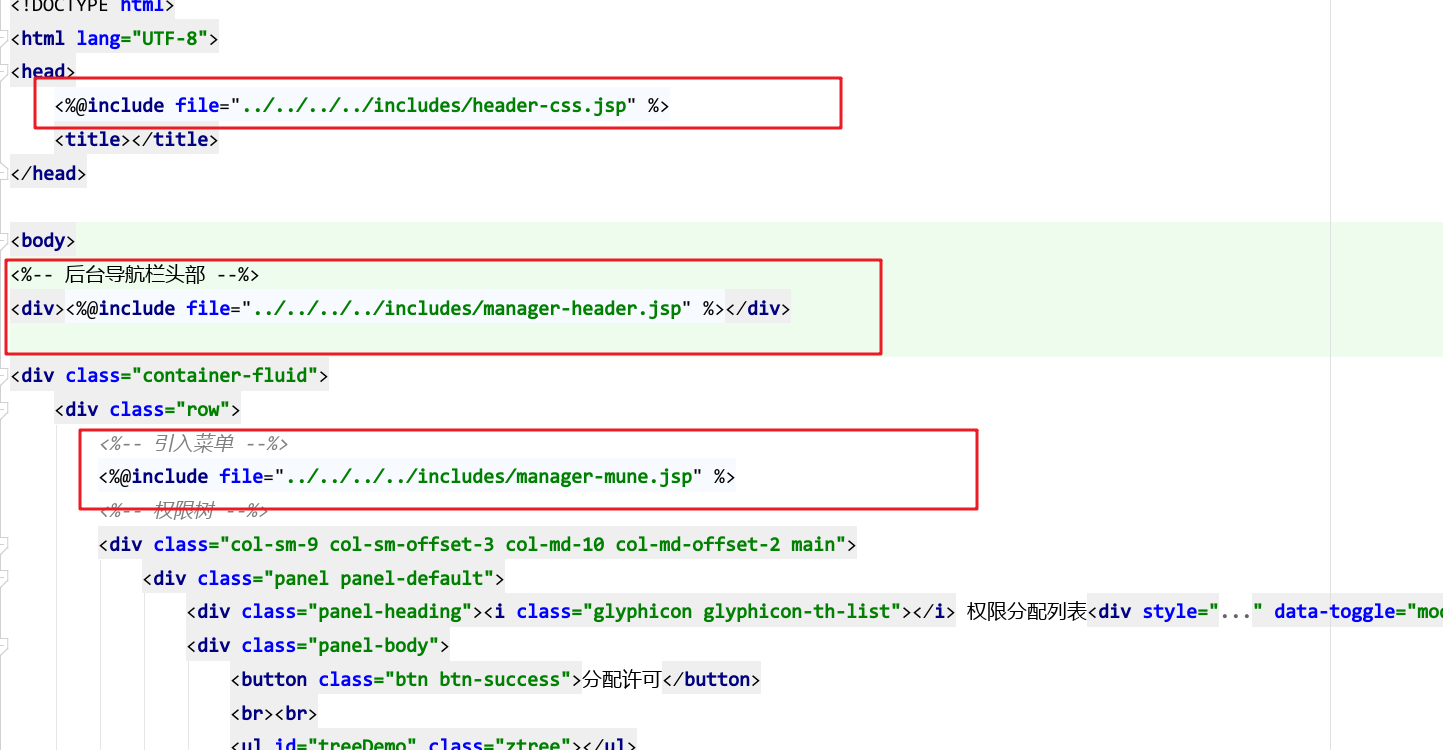 <!DOCTYPE html>
<html lang="UTF-8">
<head>
<%@include file="../../../../includes/header-css.jsp" %>
<title></title>
</head>
<body>
<%-- 后台导航栏头部 --%>
<div><%@include file="../../../../includes/manager-header.jsp" %></div>
<div class="container-fluid">
<div class="row">
<%-- 引入菜单 --%>
<%@include file="../../../../includes/manager-mune.jsp" %>
<%-- 权限树 --%>
<div class="col-sm-9 col-sm-offset-3 col-md-10 col-md-offset-2 main">
<div class="panel panel-default">
<div class="panel-heading"><i class="glyphicon glyphicon-th-list"></i> 权限分配列表<div style="..." data-toggle="mod
<div class="panel-body">
<button class="btn btn-success">分配许可</button>
<br><br>
<ul id="treeDemo" class="ztree"></ul>